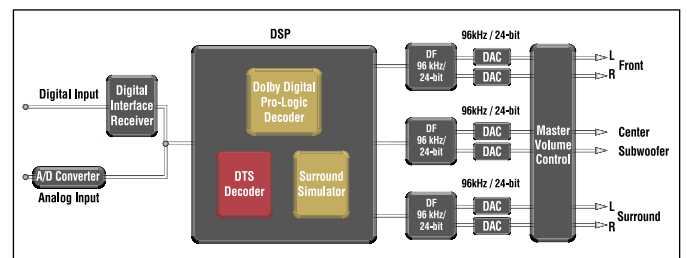 DSP
Digital Input
Digital
Interface
Receiver
A/D Converter
Analog Input
Dolby Digital
Pro-Logic
Decoder
DTS
Decoder
Surround
Simulator
DF
96 kHz/
24-bit
96kHz / 24-bit
DAC
DAC
DF
96 kHz/
24-bit
96kHz / 24-bit
DAC
DAC
DF
96 kHz/
24-bit
96kHz / 24-bit
DAC
DAC
Master
Volume
Control
L
Front
R
Center
Subwoofer
L
Surround
R